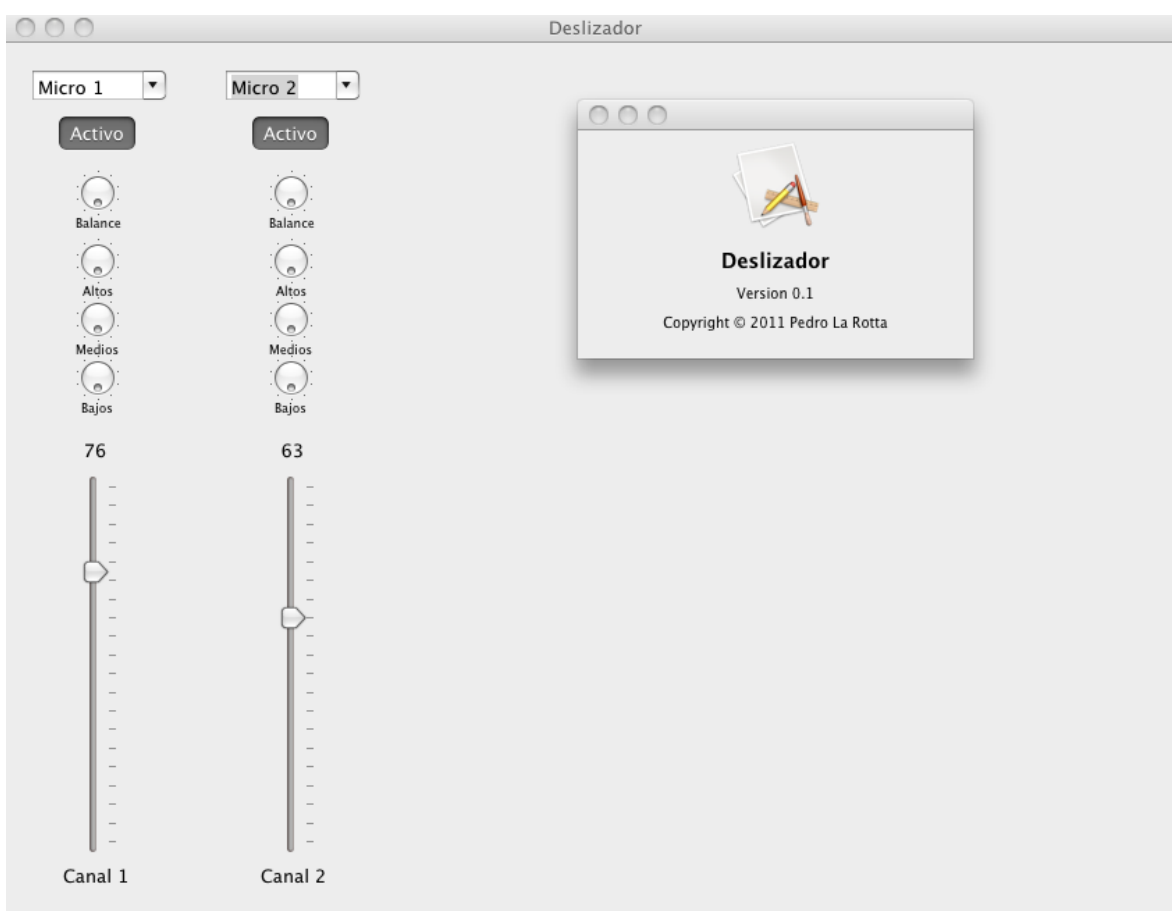 Deslizador
Micro 1
Activo
Balance
Altos
Medios
Bajos
76
Canal 1
Micro 2
Activo
Balance
Altos
Medios
Bajos
63
Canal 2
Deslizador
Version 0.1
Copyright © 2011 Pedro La Rotta